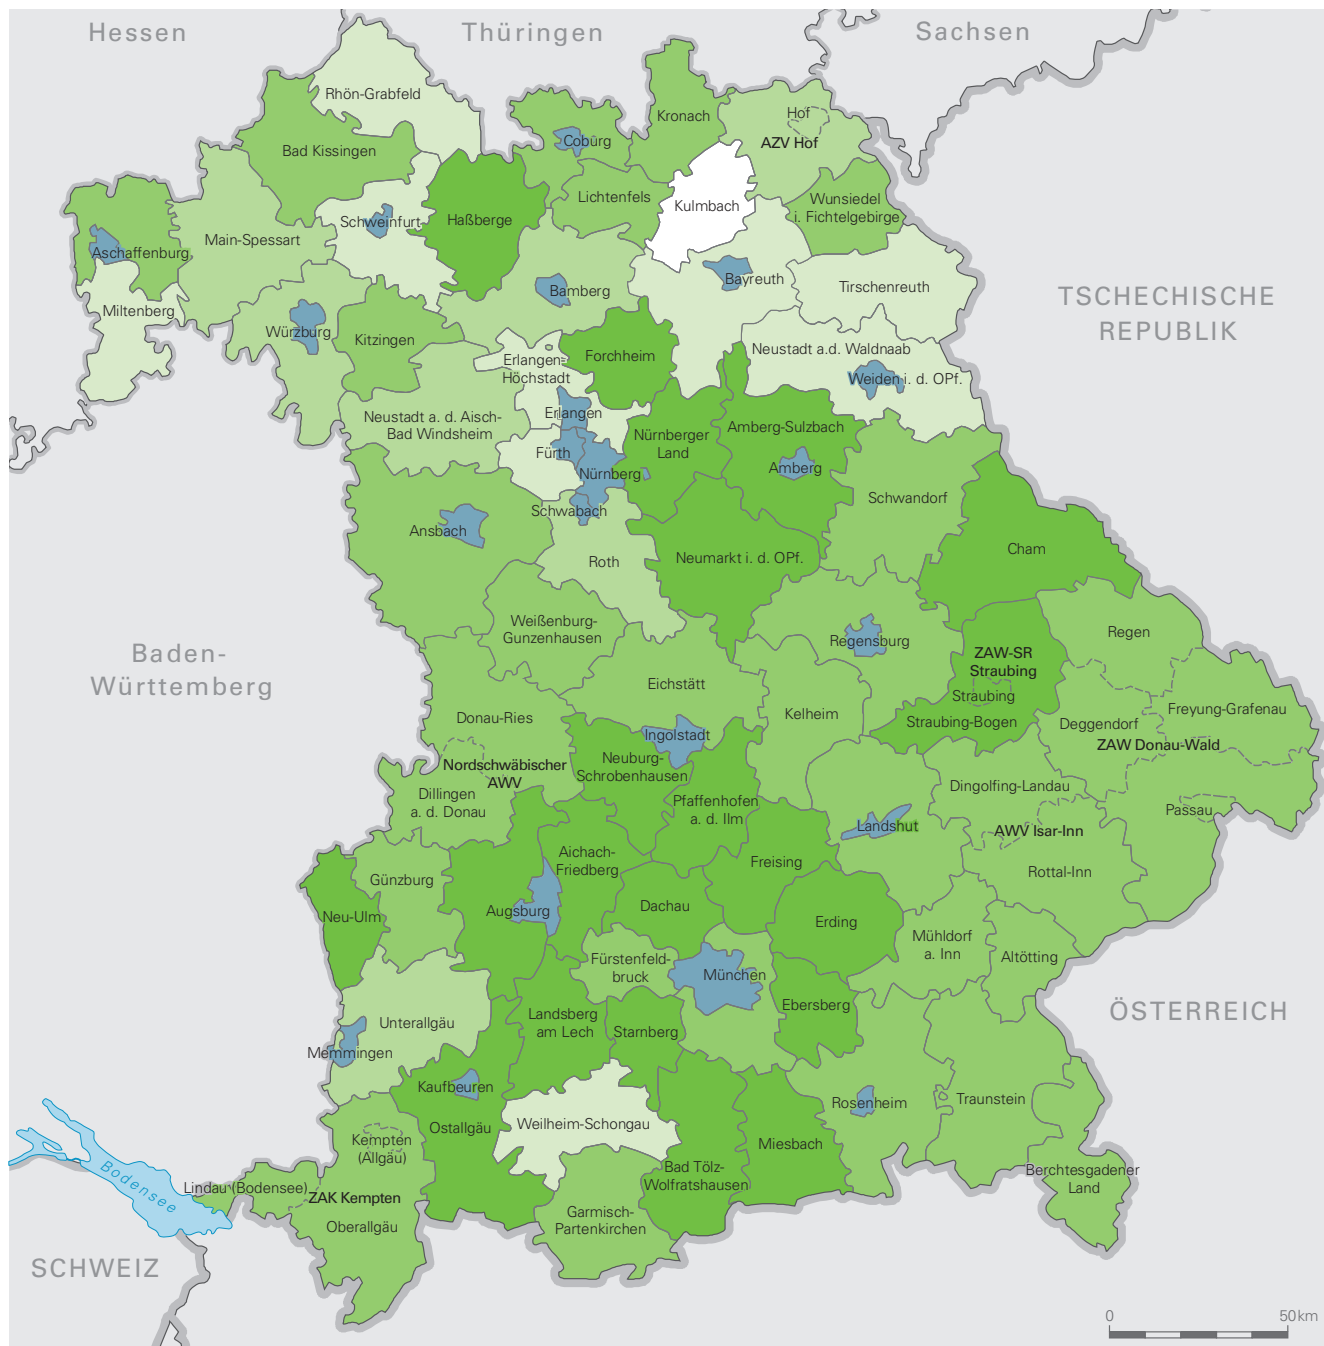 Hessen
Thüringen
Sachsen
Rhön-Grabfeld
Kronach
Hof
AZV Hof
Coburg
Bad Kissingen
Lichtenfels
Kulmbach
Wunsiedel
i. Fichtelgebirge
Schweinfurt
Haßberge
Main-Spessart
Aschaffenburg
Bayreuth
Tirschenreuth
Bamberg
Miltenberg
Würzburg
Kitzingen
TSCHECHISCHE
REPUBLIK
Forchheim
Erlangen-
Höchstadt
Neustadt a.d. Waldnaab
Weiden i. d. OPf.
Neustadt a. d. Aisch-
Bad Windsheim
Erlangen
Fürth
Nürnberg
Nürnberger
Land
Amberg-Sulzbach
Amberg
Schwandorf
Ansbach
Schwabach
Roth
Neumarkt i. d. OPf.
Cham
Weißenburg-
Gunzenhausen
Regensburg
Regen
Baden-
Württemberg
Eichstätt
ZAW-SR
Straubing
Straubing
Straubing-Bogen
Kelheim
Donau-Ries
Ingolstadt
Deggendorf
Freyung-Grafenau
ZAW Donau-Wald
Nordschwäbischer
AWV
Neuburg-
Schrobenhausen
Dillingen
a. d. Donau
Pfaffenhofen
a. d. Ilm
Dingolfing-Landau
Passau
Landshut
AWV Isar-Inn
Rottal-Inn
Aichach-
Friedberg
Freising
Günzburg
Neu-Ulm
Augsburg
Dachau
Erding
Mühldorf
a. Inn
Altötting
Fürstenfeld-
bruck
München
Ebersberg
ÖSTERREICH
Landsberg
am Lech
Starnberg
Unterallgäu
Memmingen
Kaufbeuren
Ostallgäu
Weilheim-Schongau
Rosenheim
Traunstein
Miesbach
Bad Tölz-
Wolfratshausen
Berchtesgadener
Land
Kempten
(Allgäu)
Bodensee
Lindau (Bodensee)
ZAK Kempten
Oberallgäu
Garmisch-
Partenkirchen
SCHWEIZ
0 50 km